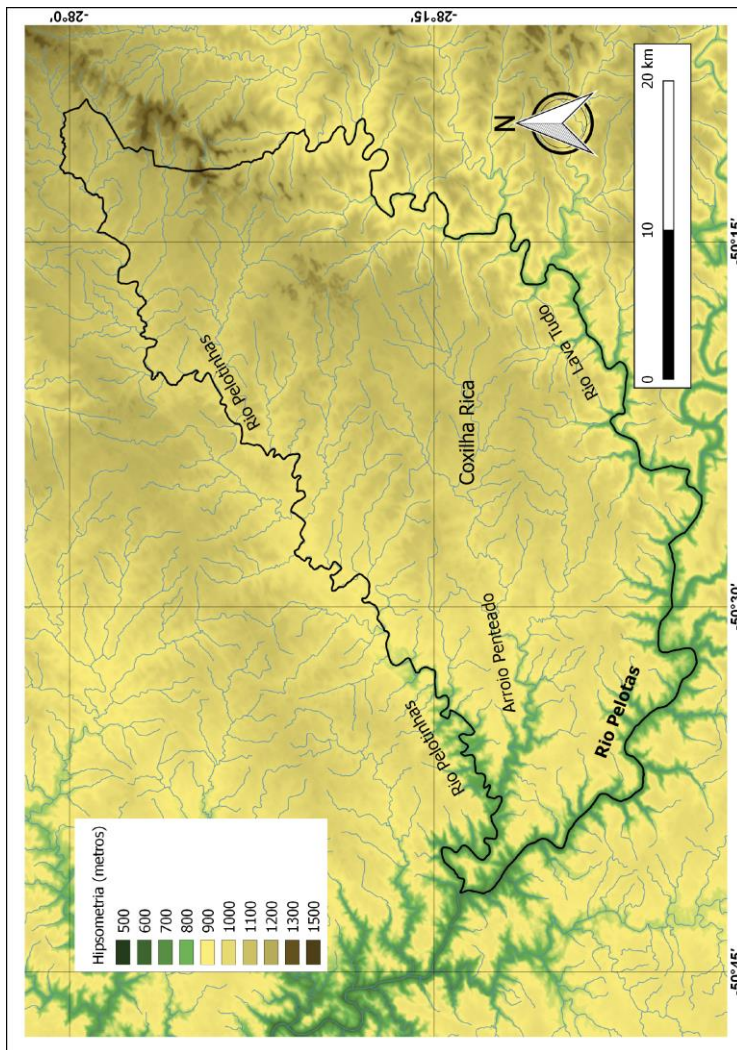 -28°0'
Hipsometria (metros)
500
600
700
800
900
1000
1100
1200
1300
1500
Rio Pelotinhas
-28°15'
Rio Pelotinhas
Coxilha Rica
Arroio Penteado
Rio Lava Tudo
N
Rio Pelotas
0
10
20 km
-50°45'
-50°30'
-50°15'